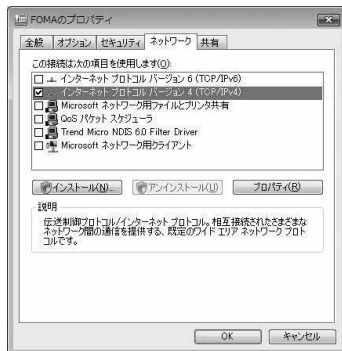 FOMAのプロパティ
全般 オプション セキュリティ ネットワーク 共有
この接続は次の項目を使用します(O):
インターネット プロトコル バージョン 6 (TCP/IPv6)
インターネット プロトコル バージョン 4 (TCP/IPv4)
Microsoft ネットワーク用ファイルとプリンタ共有
QoS パケット スケジューラ
Trend Micro NDIS 6.0 Filter Driver
Microsoft ネットワーク用クライアント
インストール(N)... アンインストール(U) プロパティ(R)
説明
伝送制御プロトコル/インターネット プロトコル。相互接続されたさまざまな
ネットワーク間の通信を提供する、既定のワイド エリア ネットワーク プロト
コルです。
OK キャンセル